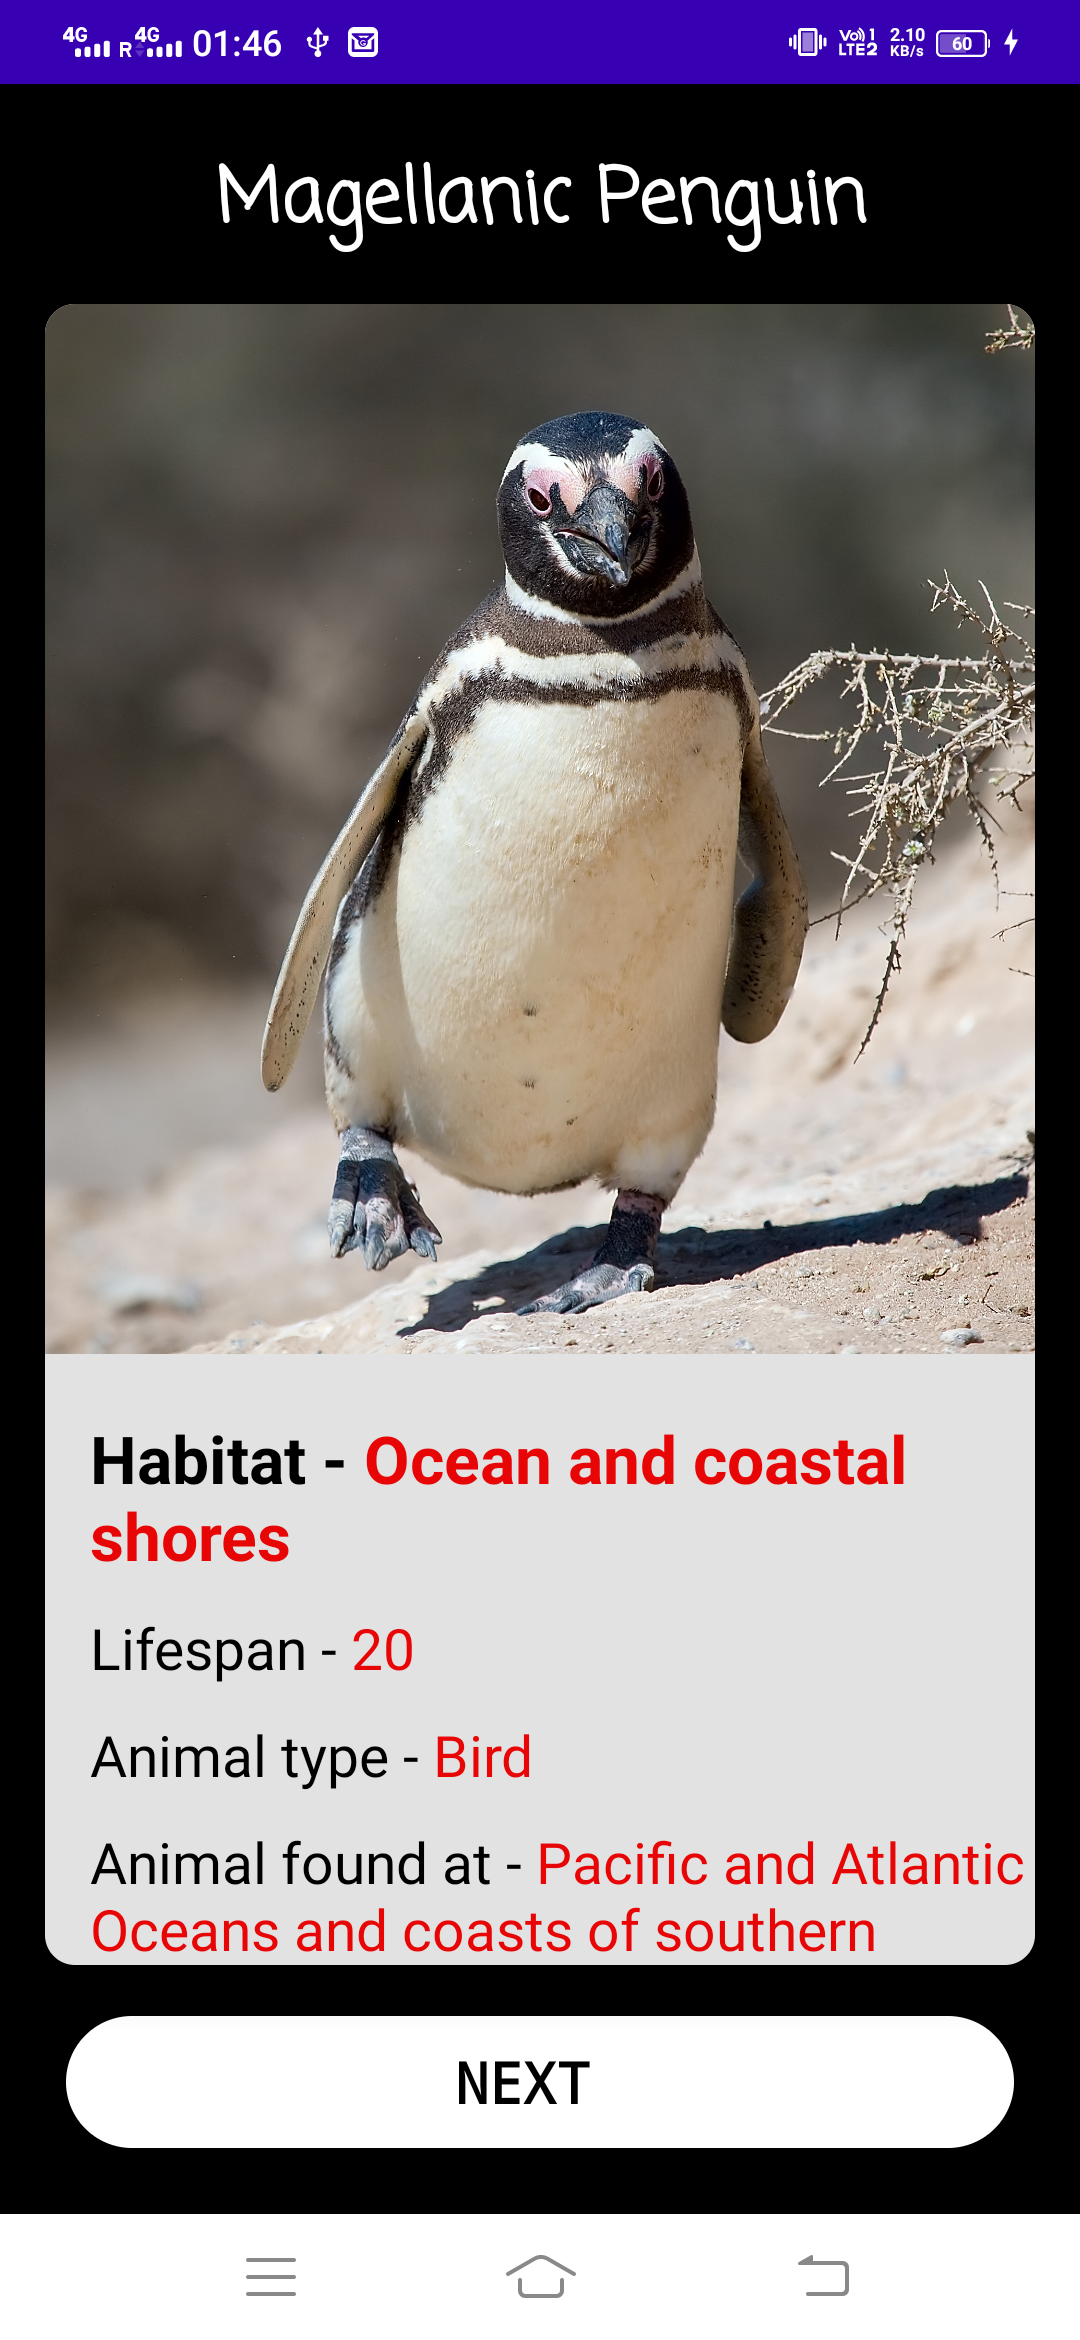 4G R 4G 01:46 Vo)) 1 LTE2 2.10 KB/s 60
Magellanic Penguin
Habitat - Ocean and coastal
shores
Lifespan - 20
Animal type - Bird
Animal found at - Pacific and Atlantic
Oceans and coasts of southern
NEXT